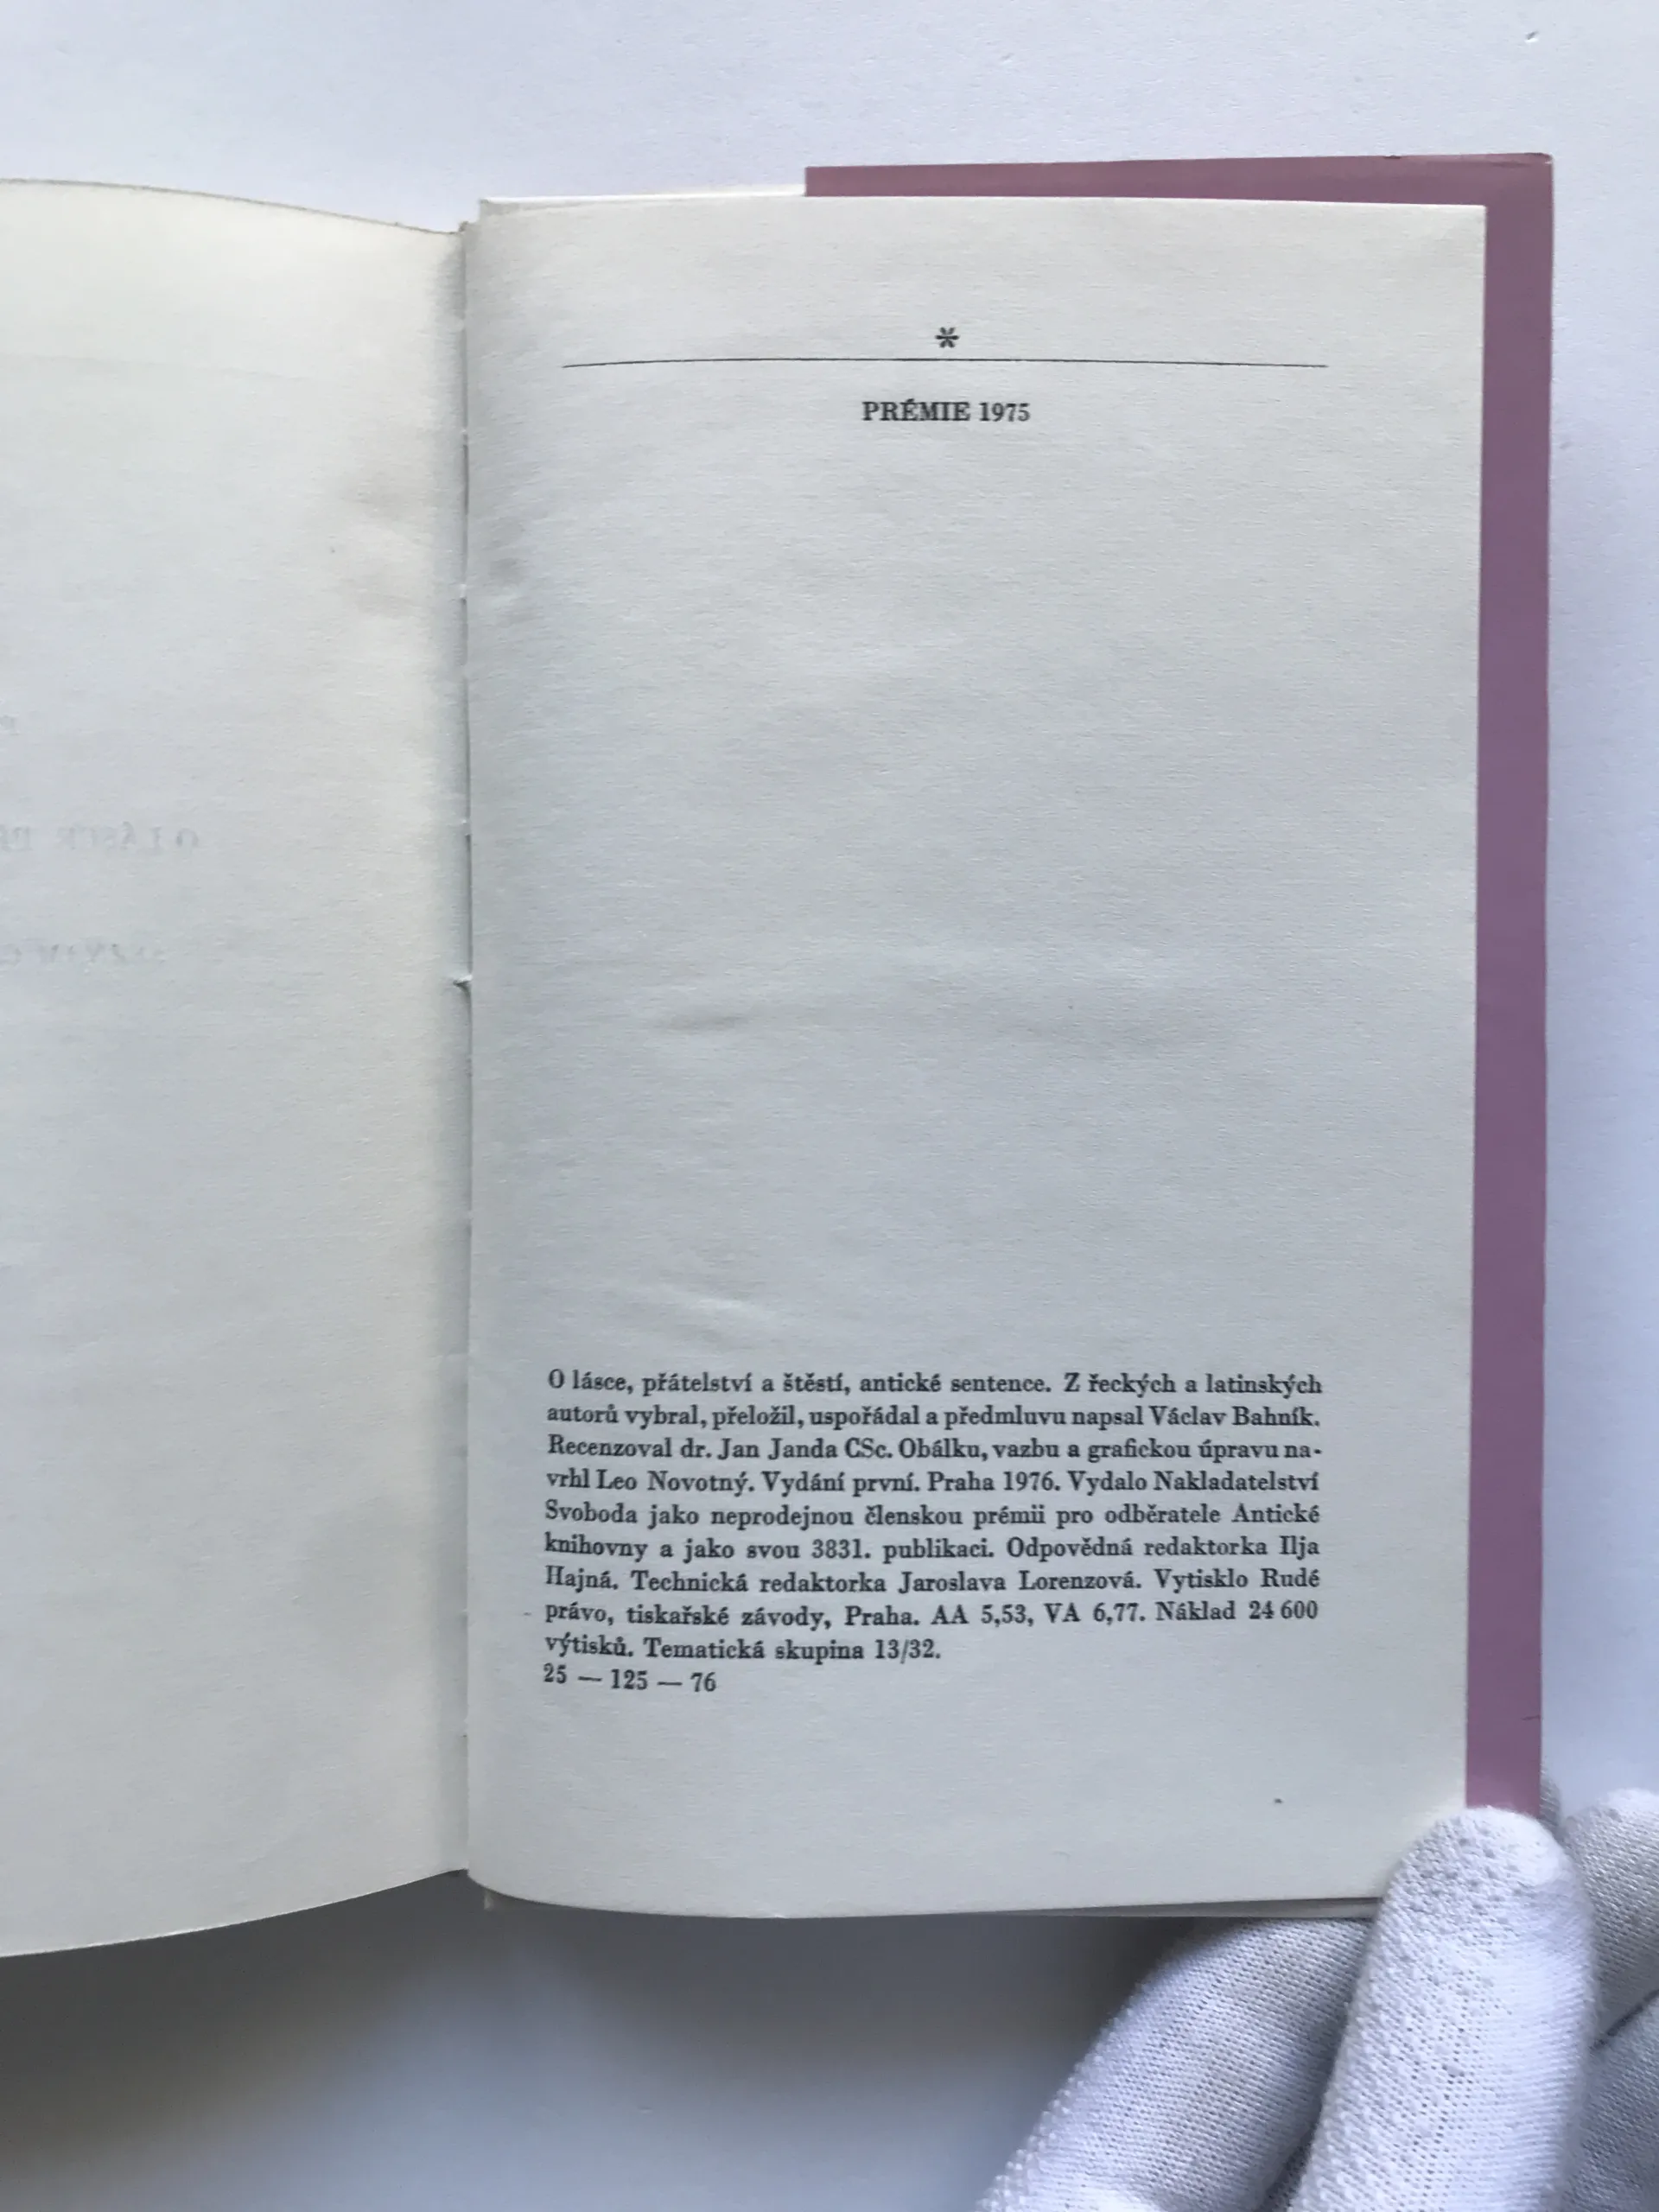 *
PRÉMIE 1975
O lásce, přátelství a štěstí, antické sentence. Z řeckých a latinských
autorů vybral, přeložil, uspořádal a předmluvu napsal Václav Bahník.
Recenzoval dr. Jan Janda CSc. Obálku, vazbu a grafickou úpravu na-
vrhl Leo Novotný. Vydání první. Praha 1976. Vydalo Nakladatelství
Svoboda jako neprodejnou členskou prémii pro odběratele Antické
knihovny a jako svou 3831. publikaci. Odpovědná redaktorka Ilja
Hajná. Technická redaktorka Jaroslava Lorenzová. Vytisklo Rudé
právo, tiskařské závody, Praha. AA 5,53, VA 6,77. Náklad 24 600
výtisků. Tematická skupina 13/32.
25 — 125 — 76